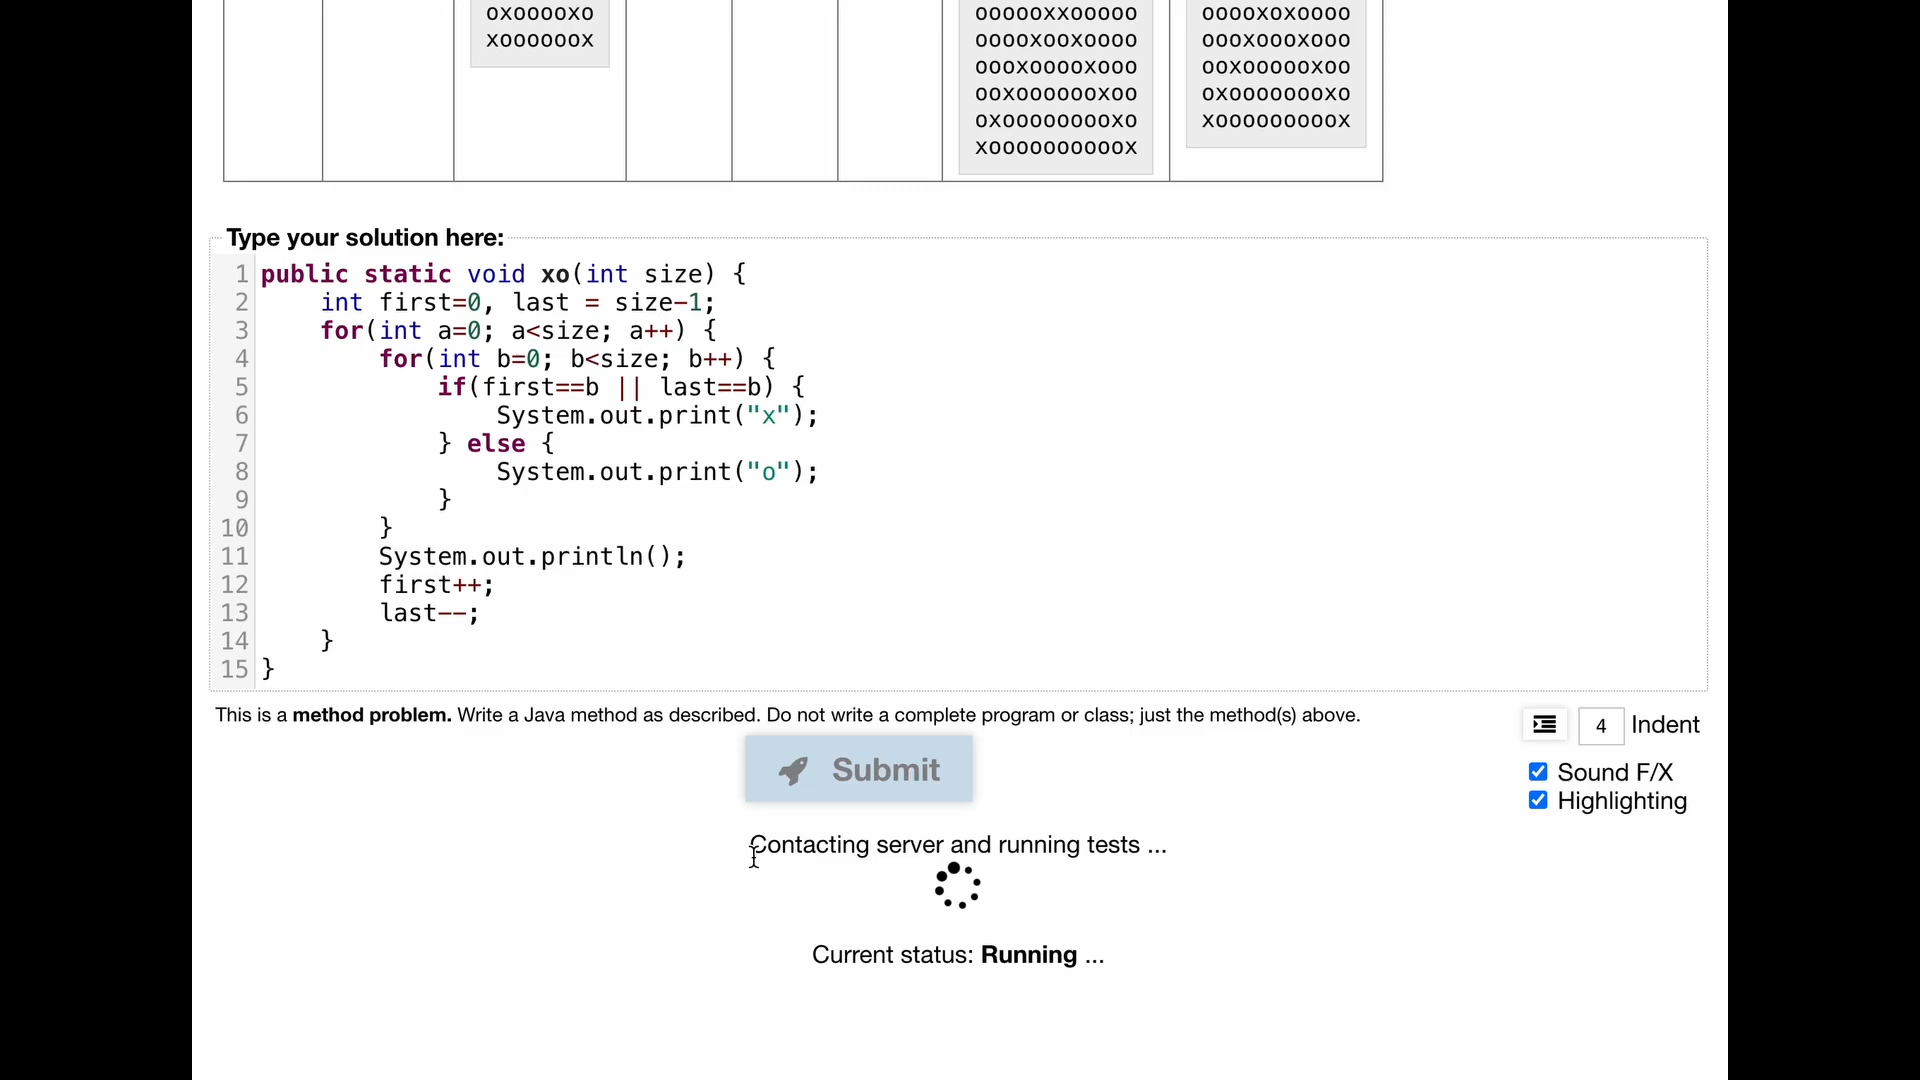 oxooooxo
xoooooox
oooooxxooooo
ooooxooxoooo
oooxooooxooo
ooxooooooxoo
oxooooooooxo
xoooooooooox
ooooxoxoooo
oooxoooxooo
ooxoooooxoo
oxoooooooxo
xooooooooox
Type your solution here:
1 public static void xo(int size) {
2 int first=0, last = size-1;
3 for(int a=0; a<size; a++) {
4 for(int b=0; b<size; b++) {
5 if(first==b || last==b) {
6 System.out.print("x");
7 } else {
8 System.out.print("o");
9 }
10 }
11 System.out.println();
12 first++;
13 last--;
14 }
15 }
This is a method problem. Write a Java method as described. Do not write a complete program or class; just the method(s) above.
4 Indent
Submit
Sound F/X
Highlighting
Contacting server and running tests ...
Current status: Running ...